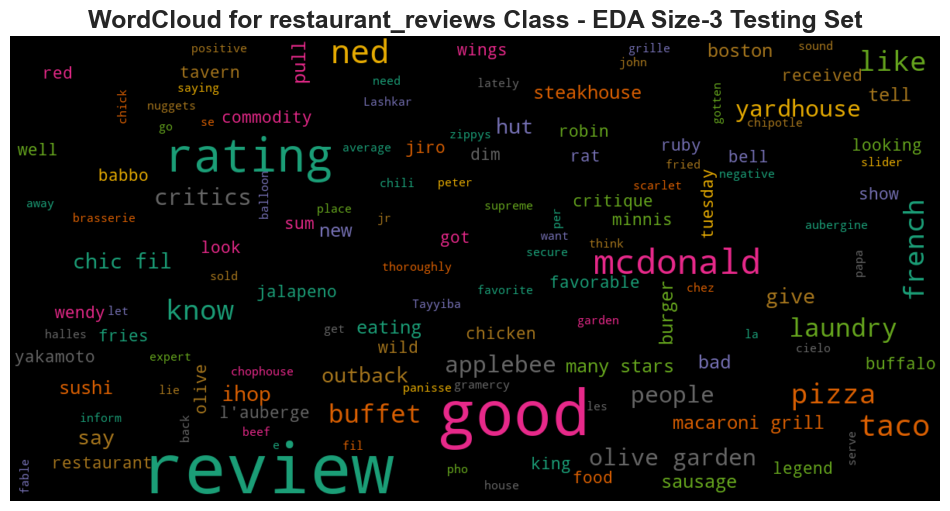 WordCloud for restaurant_reviews Class - EDA Size-3 Testing Set
positive
ned
wings
grille
boston
sound
pull
john
like
red
tavern
saying
need
lately
steakhouse
received
tell
chick
nuggets
commodity
Lashkar
gotten
yardhouse
go
se
zippys
hut
robin
chipotle
well
rating
average
jiro
dim
rat
ruby
bell
looking
fried
slider
babbo
balloon
chili
peter
scarlet
negative
critics
tuesday
show
away
brasserie
sum
place
jr
supreme
per
critique
minnis
aubergine
french
new
look
got
want
think
secure
chic fil
sold
thoroughly
mcdonald
papa
jalapeno
favorite
favorable
chez
give
wendy
let
know
Tayyiba
burger
garden
la
laundry
halles
fries
get
eating
chicken
cielo
yakamoto
expert
wild
applebee
many stars
bad
buffalo
sushi
lie
olive
chophouse
outback
panisse
gramercy
ihop
people
pizza
inform
back
l'auberge
buffet
good
les
macaroni grill
taco
say
beef
e
fil
serve
restaurant
review
pho
king
olive garden
legend
fable
house
food
sausage